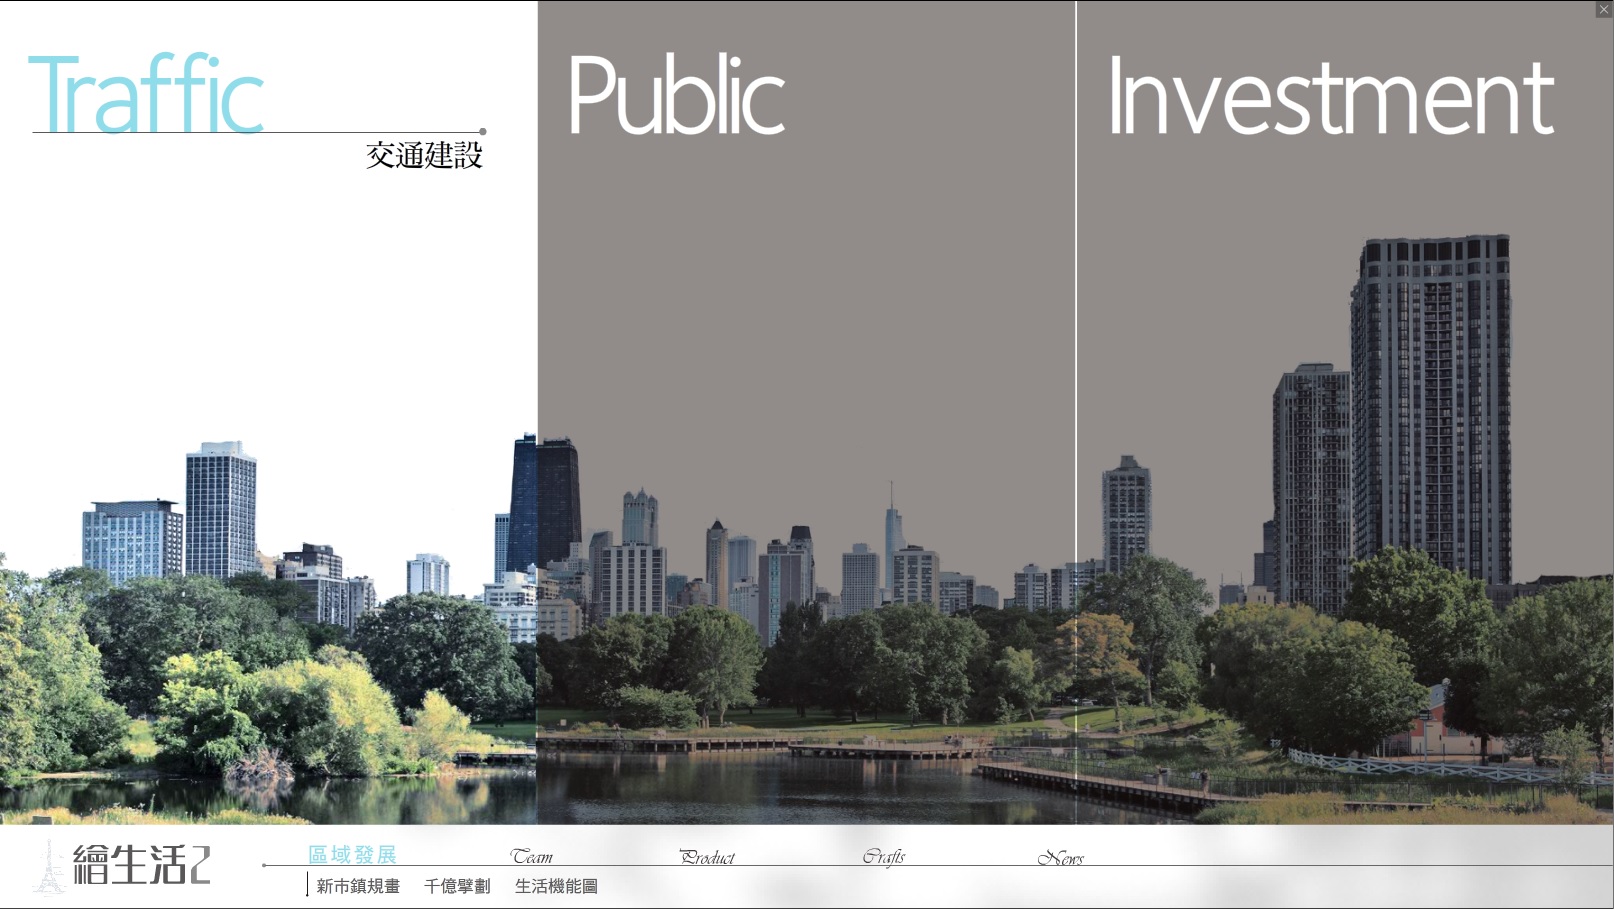 Traffic
交通建設
Public
Investment
繪生活2
區域發展
Team
Product
Crafts
News
新市鎮規畫
千億擘劃
生活機能圖